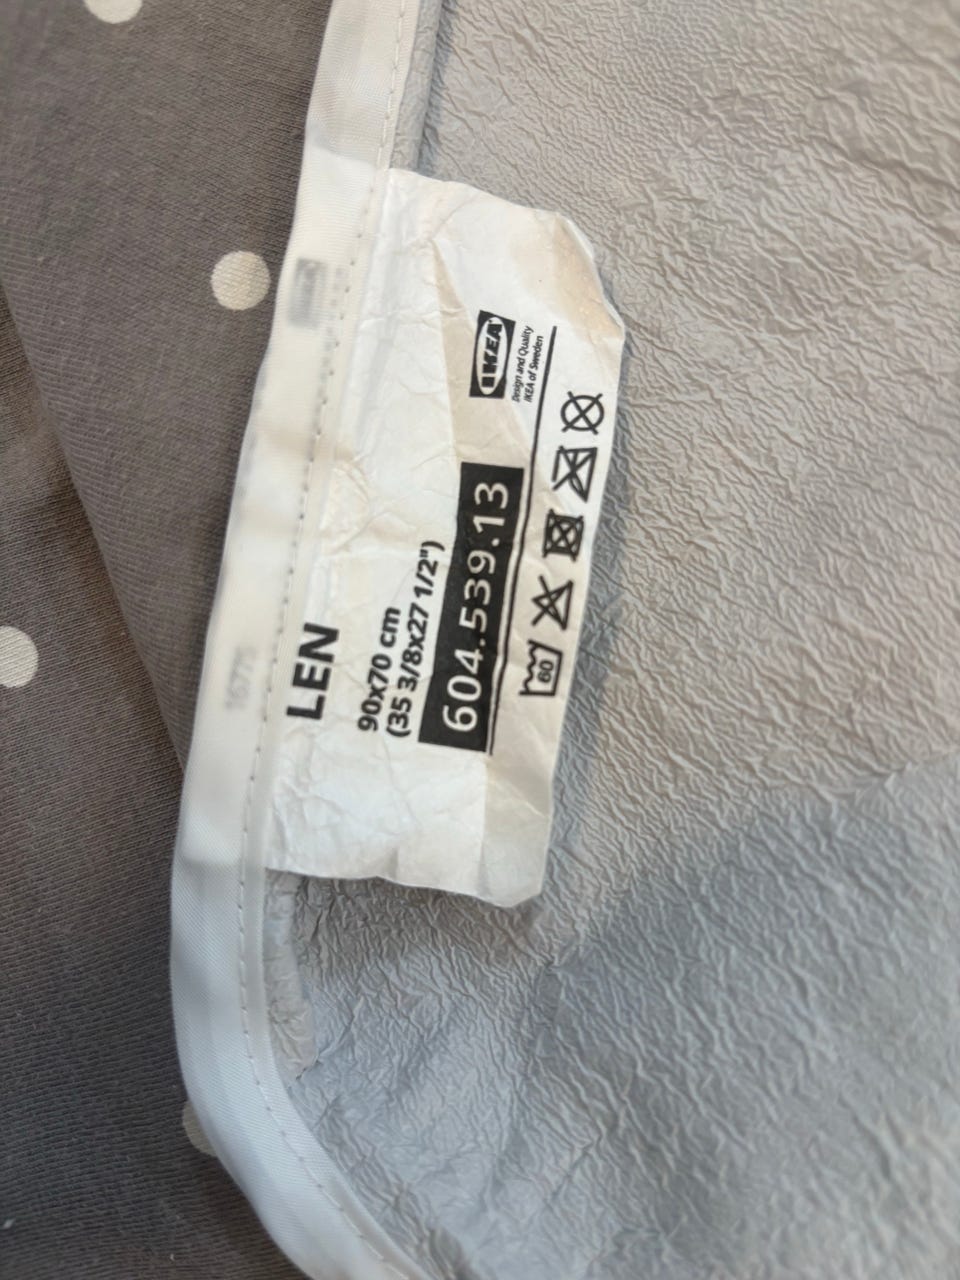 LEN
90x70 cm
(35 3/8x27 1/2")
604.539.13
IKEA
Design and Quality
IKEA of Sweden
60